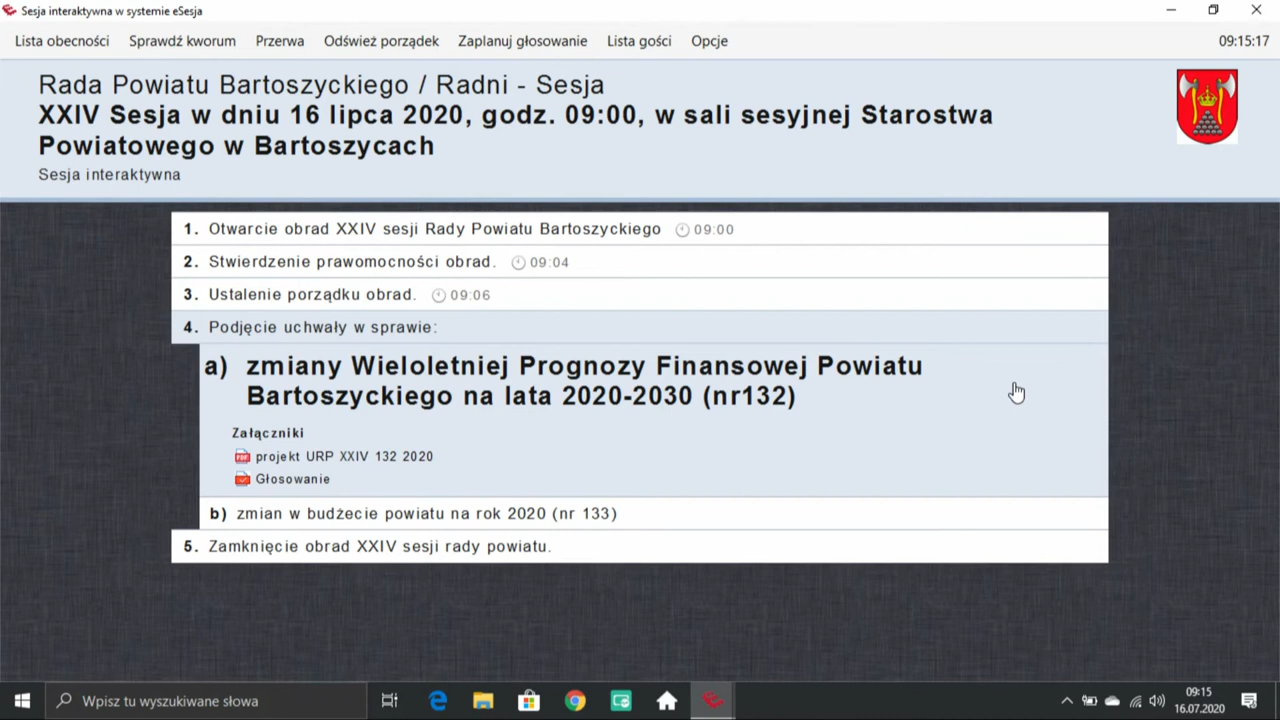 Sesja interaktywna w systemie eSesja
Lista obecności Sprawdź kworum Przerwa Odśwież porządek Zaplanuj głosowanie Lista gości Opcje 09:15:17
Rada Powiatu Bartoszyckiego / Radni - Sesja
XXIV Sesja w dniu 16 lipca 2020, godz. 09:00, w sali sesyjnej Starostwa
Powiatowego w Bartoszycach
Sesja interaktywna
1. Otwarcie obrad XXIV sesji Rady Powiatu Bartoszyckiego 09:00
2. Stwierdzenie prawomocności obrad. 09:04
3. Ustalenie porządku obrad. 09:06
4. Podjęcie uchwały w sprawie:
a) zmiany Wieloletniej Prognozy Finansowej Powiatu
Bartoszyckiego na lata 2020-2030 (nr132)
Załączniki
PDF projekt URP XXIV 132 2020
Głosowanie
b) zmian w budżecie powiatu na rok 2020 (nr 133)
5. Zamknięcie obrad XXIV sesji rady powiatu.
Wpisz tu wyszukiwane słowa
09:15
16.07.2020